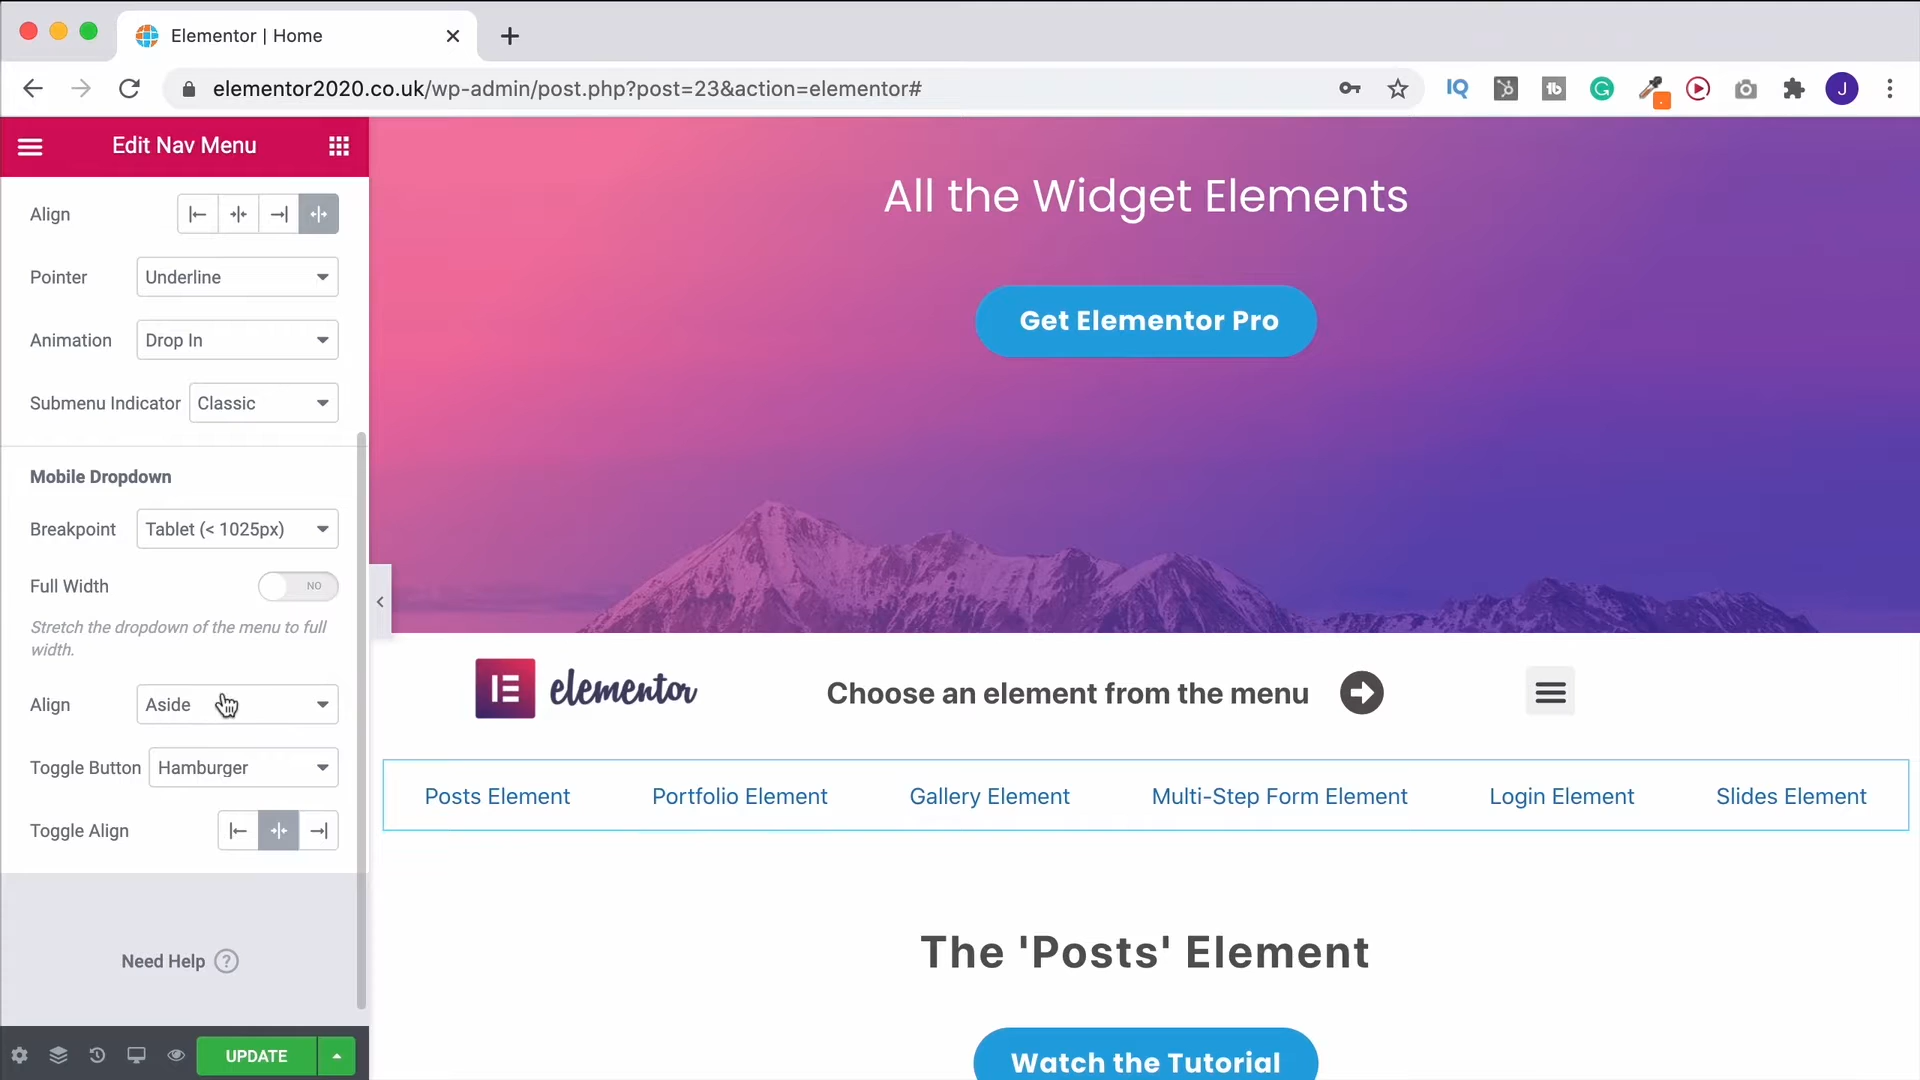 Elementor | Home
elementor2020.co.uk/wp-admin/post.php?post=23&action=elementor#
IQ
tb
J
Edit Nav Menu
Align
Pointer Underline
Animation Drop In
Submenu Indicator Classic
Mobile Dropdown
Breakpoint Tablet (< 1025px)
Full Width NO
Stretch the dropdown of the menu to full
width.
Align Aside
Toggle Button Hamburger
Toggle Align
Need Help ?
UPDATE
All the Widget Elements
Get Elementor Pro
elementor
Choose an element from the menu
Posts Element Portfolio Element Gallery Element Multi-Step Form Element Login Element Slides Element
The 'Posts' Element
Watch the Tutorial